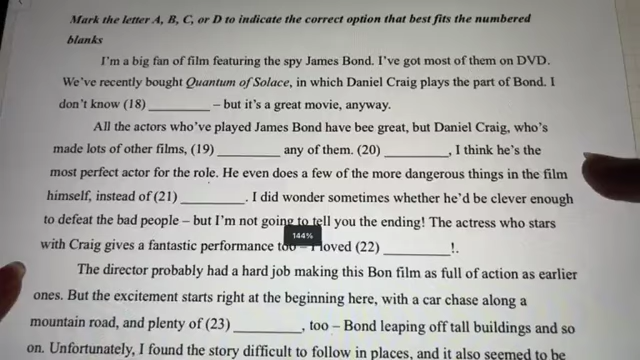 Mark the letter A, B, C, or D to indicate the correct option that best fits the numbered
blanks
I'm a big fan of film featuring the spy James Bond. I've got most of them on DVD.
We've recently bought Quantum of Solace, in which Daniel Craig plays the part of Bond. I
don't know (18) __________ – but it's a great movie, anyway.
All the actors who've played James Bond have bee great, but Daniel Craig, who's
made lots of other films, (19) __________ any of them. (20) __________, I think he's the
most perfect actor for the role. He even does a few of the more dangerous things in the film
himself, instead of (21) __________. I did wonder sometimes whether he'd be clever enough
to defeat the bad people – but I'm not going to tell you the ending! The actress who stars
144%
with Craig gives a fantastic performance too – I loved (22) __________!.
The director probably had a hard job making this Bon film as full of action as earlier
ones. But the excitement starts right at the beginning here, with a car chase along a
mountain road, and plenty of (23) __________, too – Bond leaping off tall buildings and so
on. Unfortunately, I found the story difficult to follow in places, and it also seemed to be